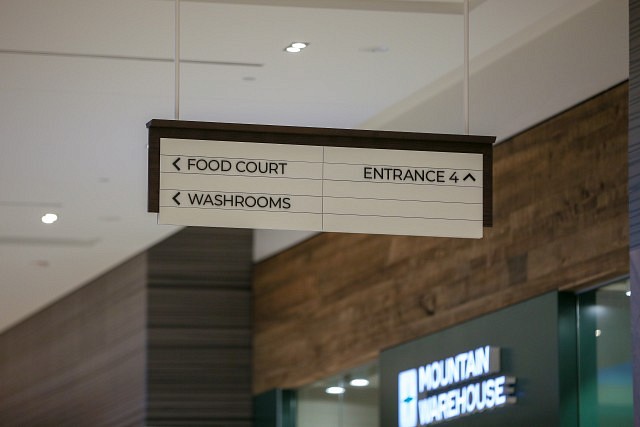 FOOD COURT
WASHROOMS
ENTRANCE 4
MOUNTAIN
WAREHOUSE